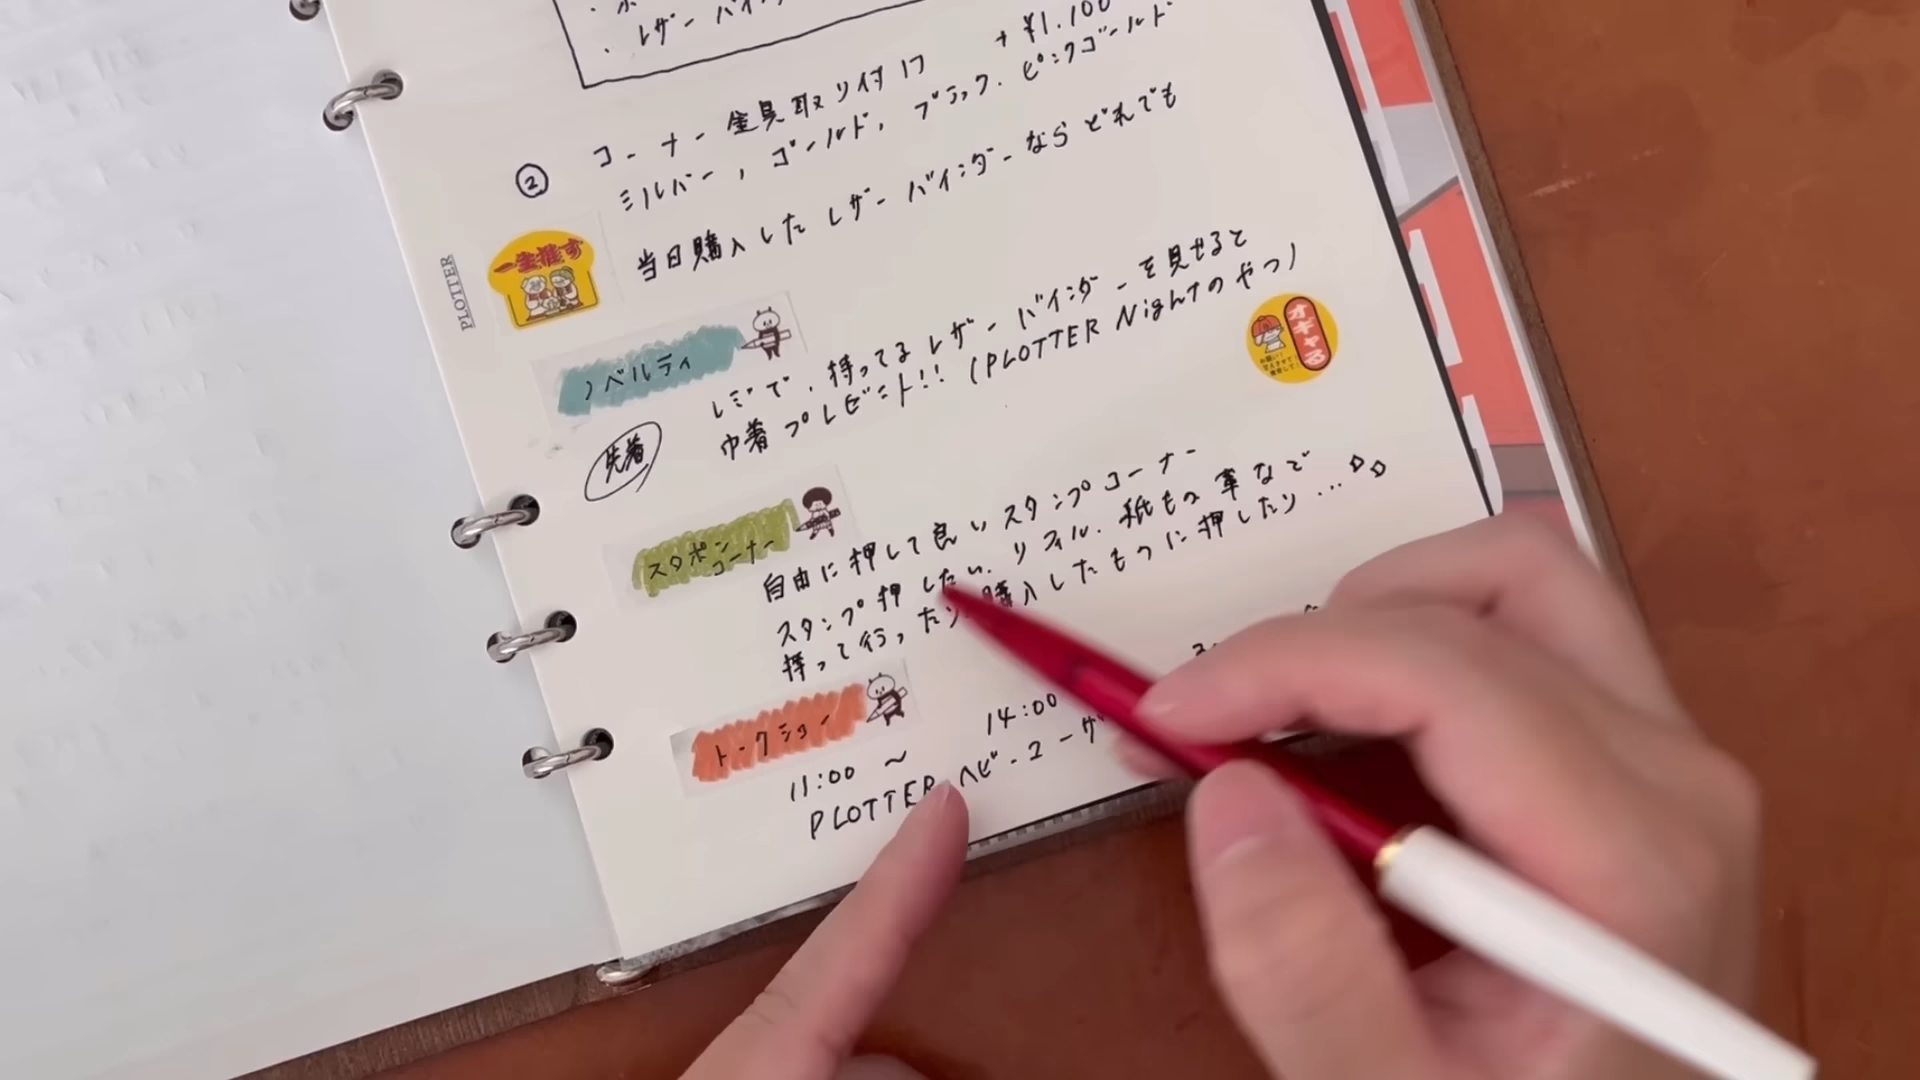 レザー バイン
+ ¥1.100
② コーナー金具取り付け
シルバー, ゴールド, ブラック. ピンクゴールド
当日購入した レザー バインダーなら どれでも
一生推す
PLOTTER
ノベルティ
レジで、持ってる レザー バインダーを見せると
巾着 プレゼント!! (PLOTTER Nightのやつ)
先着
オギャる
スタポン
コーナー
自由に押して良い スタンプコーナー
スタンプ押したい、リフィル、紙もの 革など
持って行ったり 購入したものに押したり...
トークショー
11:00 ~ 14:00
PLOTTER ヘビーユーザ